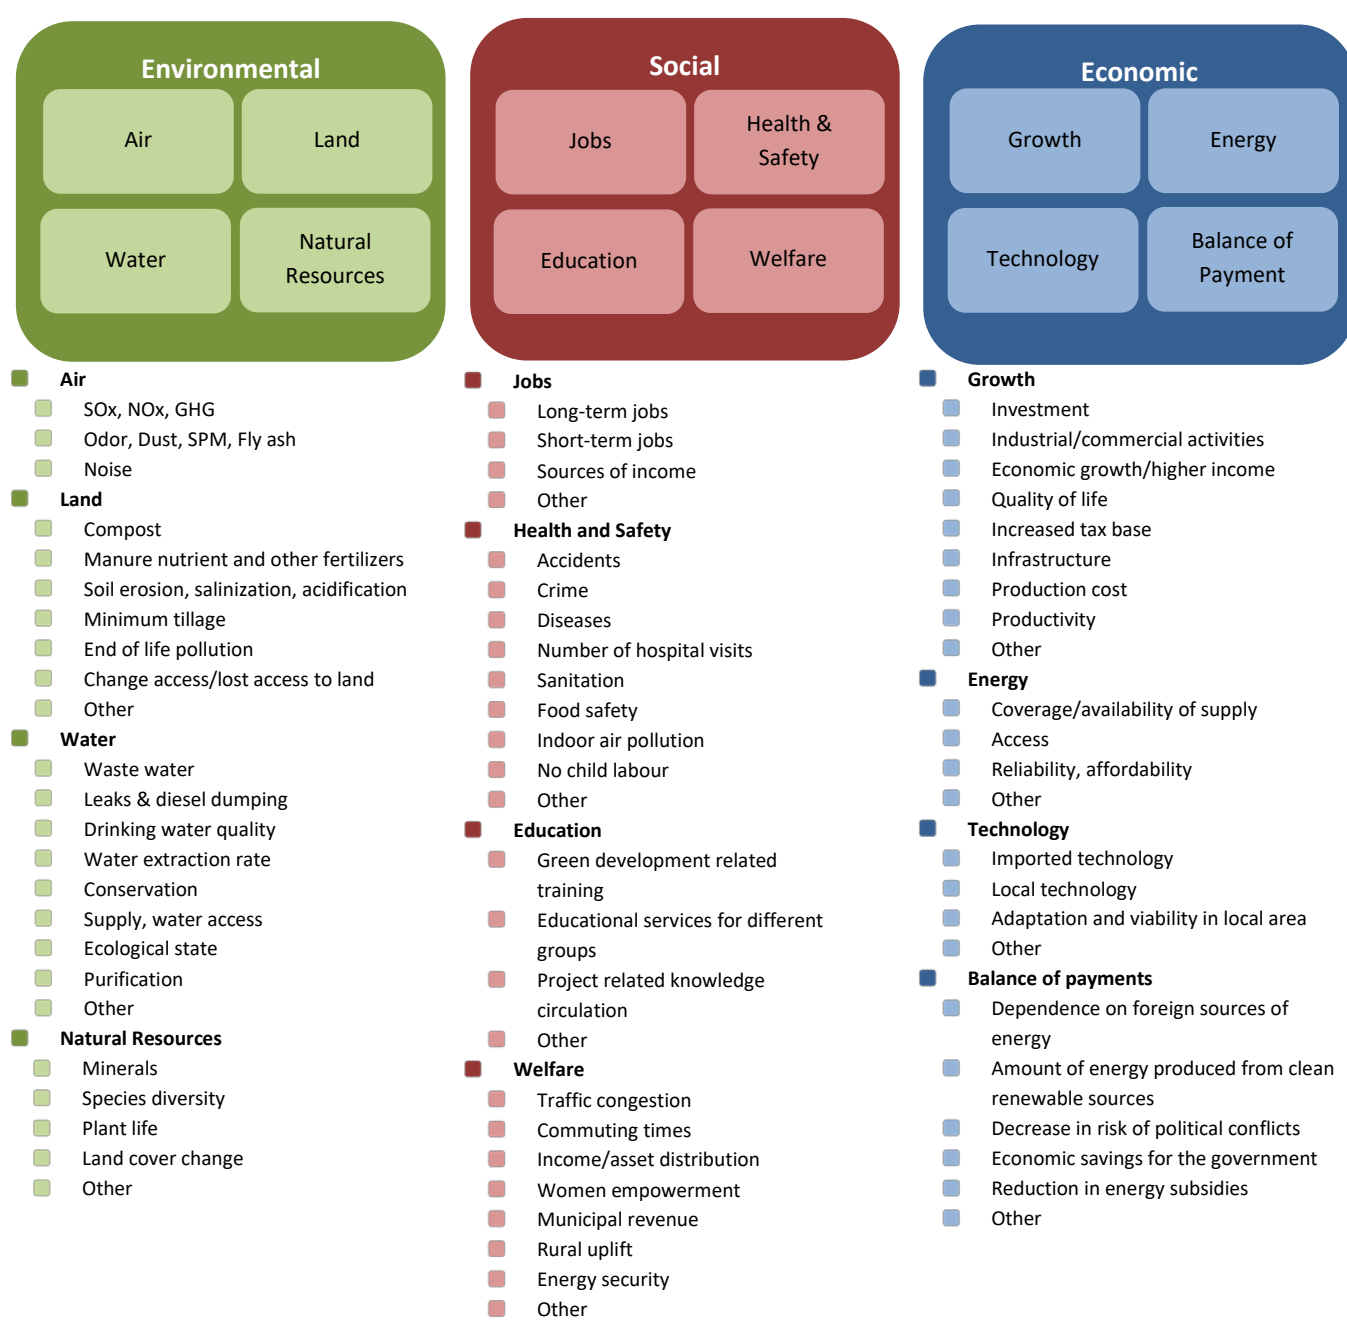 Environmental
Air
Land
Water
Natural
Resources
Air
SOx, NOx, GHG
Odor, Dust, SPM, Fly ash
Noise
Land
Compost
Manure nutrient and other fertilizers
Soil erosion, salinization, acidification
Minimum tillage
End of life pollution
Change access/lost access to land
Other
Water
Waste water
Leaks & diesel dumping
Drinking water quality
Water extraction rate
Conservation
Supply, water access
Ecological state
Purification
Other
Natural Resources
Minerals
Species diversity
Plant life
Land cover change
Other
Social
Jobs
Health &
Safety
Education
Welfare
Jobs
Long-term jobs
Short-term jobs
Sources of income
Other
Health and Safety
Accidents
Crime
Diseases
Number of hospital visits
Sanitation
Food safety
Indoor air pollution
No child labour
Other
Education
Green development related
training
Educational services for different
groups
Project related knowledge
circulation
Other
Welfare
Traffic congestion
Commuting times
Income/asset distribution
Women empowerment
Municipal revenue
Rural uplift
Energy security
Other
Economic
Growth
Energy
Technology
Balance of
Payment
Growth
Investment
Industrial/commercial activities
Economic growth/higher income
Quality of life
Increased tax base
Infrastructure
Production cost
Productivity
Other
Energy
Coverage/availability of supply
Access
Reliability, affordability
Other
Technology
Imported technology
Local technology
Adaptation and viability in local area
Other
Balance of payments
Dependence on foreign sources of
energy
Amount of energy produced from clean
renewable sources
Decrease in risk of political conflicts
Economic savings for the government
Reduction in energy subsidies
Other